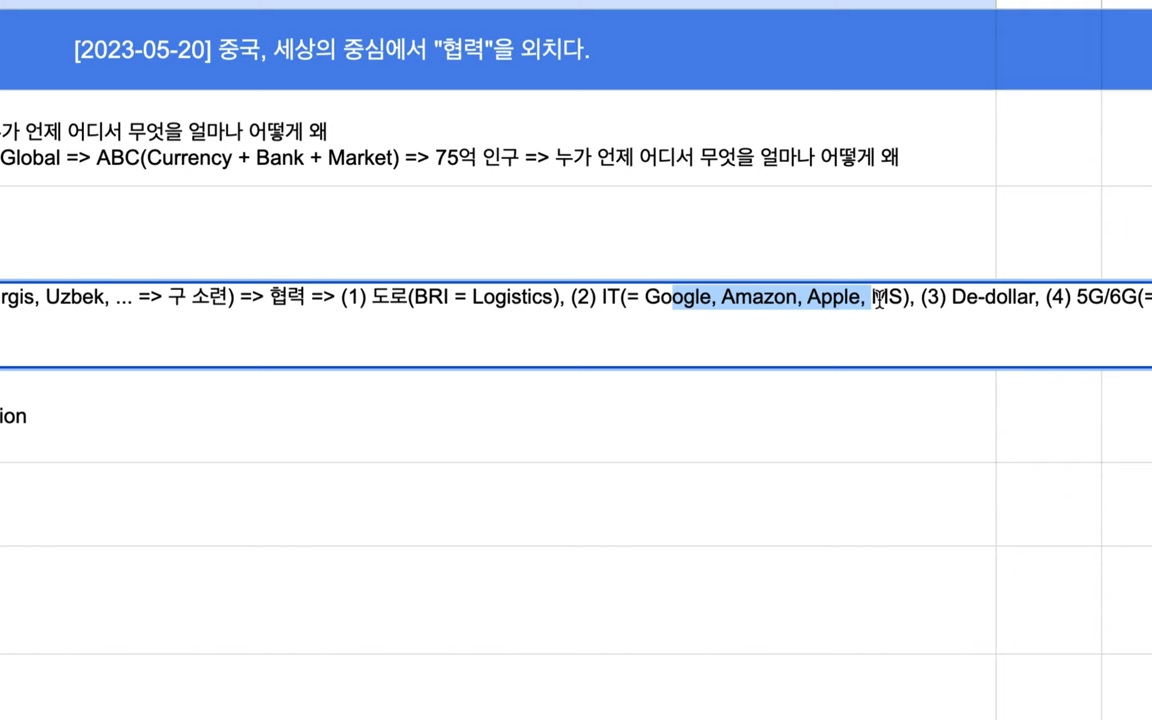 [2023-05-20] 중국, 세상의 중심에서 "협력"을 외치다.
가 언제 어디서 무엇을 얼마나 어떻게 왜
Global => ABC(Currency + Bank + Market) => 75억 인구 => 누가 언제 어디서 무엇을 얼마나 어떻게 왜
rgis, Uzbek, ... => 구 소련) => 협력 => (1) 도로(BRI = Logistics), (2) IT(= Google, Amazon, Apple, MS), (3) De-dollar, (4) 5G/6G(=
ion